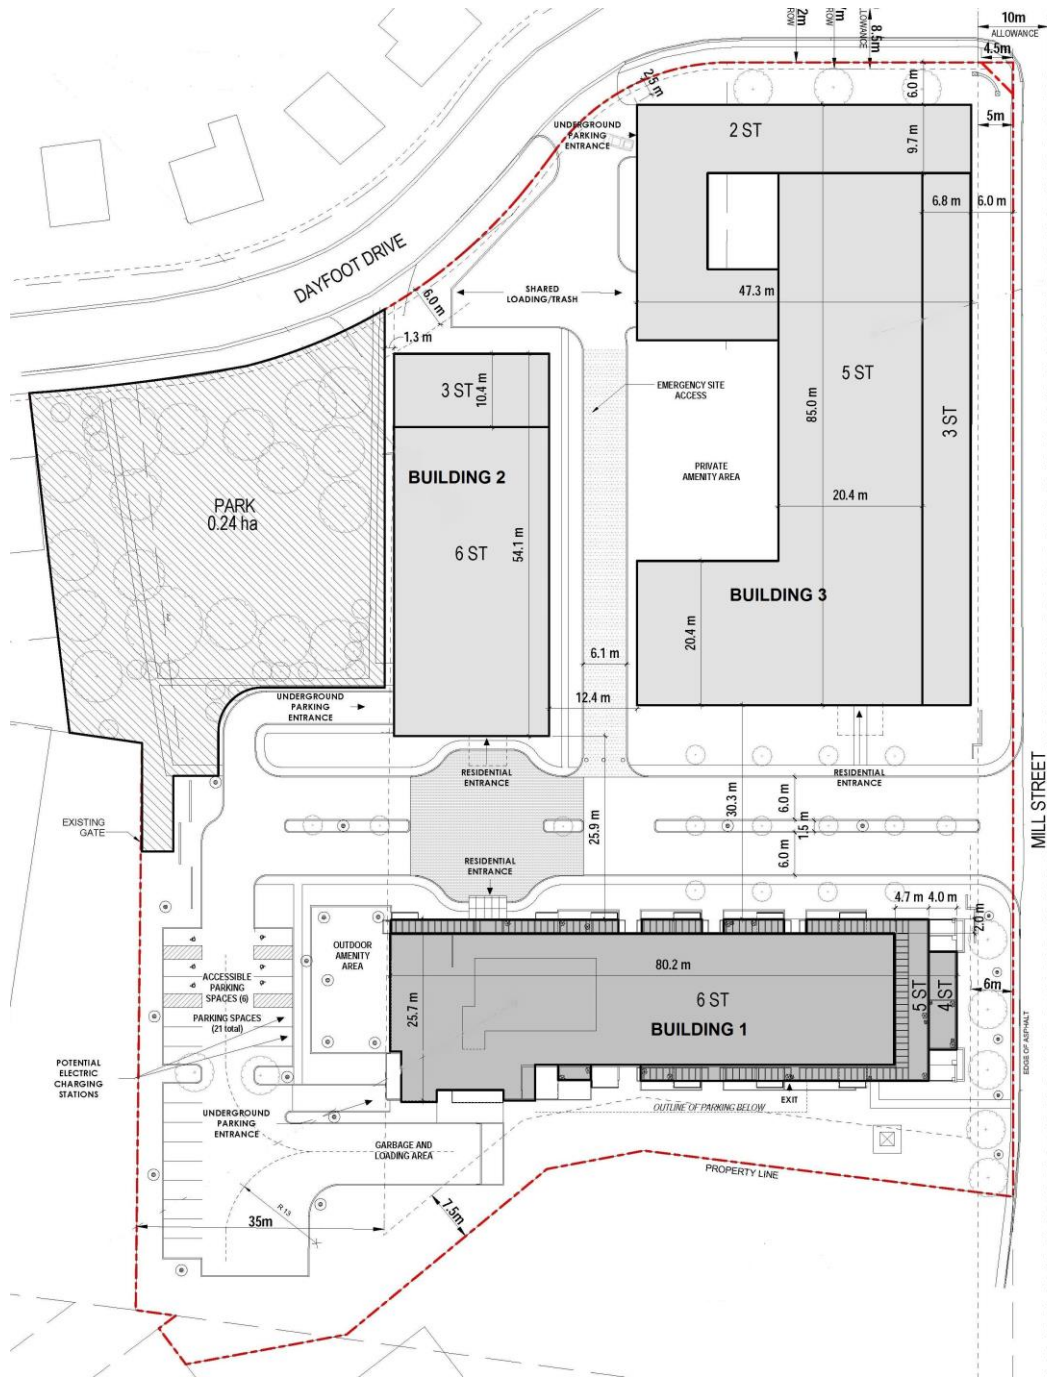 10m
ALLOWANCE
2m
ROW
7m
ROW
8.5m
4.5m
2.5 m
6.0 m
5m
UNDERGROUND
PARKING
ENTRANCE
2 ST
9.7 m
6.8 m
6.0 m
DAYFOOT DRIVE
SHARED
LOADING/TRASH
47.3 m
6.0 m
1.3 m
3 ST
10.4 m
EMERGENCY SITE
ACCESS
5 ST
85.0 m
3 ST
BUILDING 2
PRIVATE
AMENITY AREA
PARK
0.24 ha
20.4 m
6 ST
54.1 m
BUILDING 3
20.4 m
6.1 m
12.4 m
UNDERGROUND
PARKING
ENTRANCE
RESIDENTIAL
ENTRANCE
RESIDENTIAL
ENTRANCE
MILL STREET
EXISTING
GATE
25.9 m
30.3 m
6.0 m
1.5 m
6.0 m
RESIDENTIAL
ENTRANCE
4.7 m
4.0 m
2.0 m
OUTDOOR
AMENITY
AREA
80.2 m
ACCESSIBLE
PARKING
SPACES (6)
PARKING SPACES
(21 total)
25.7 m
6 ST
BUILDING 1
5 ST
4 ST
6m
EDGE OF ASPHALT
POTENTIAL
ELECTRIC
CHARGING
STATIONS
UNDERGROUND
PARKING
ENTRANCE
EXIT
OUTLINE OF PARKING BELOW
GARBAGE AND
LOADING AREA
PROPERTY LINE
R 13
35m
7.5m